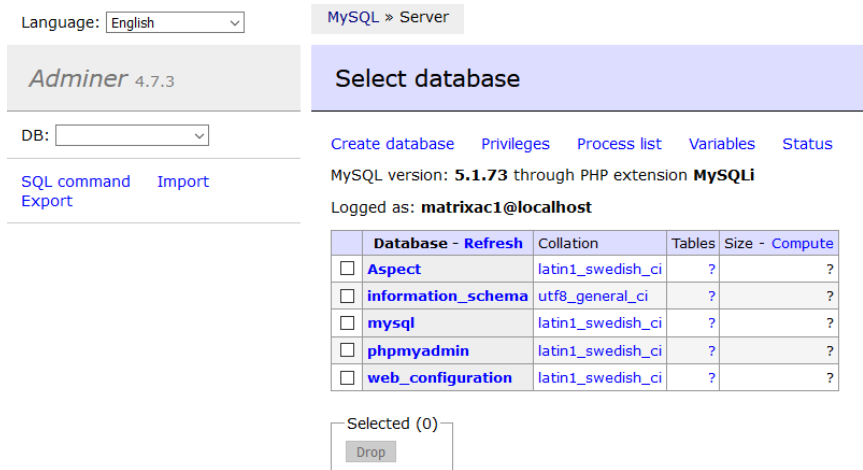 Language: English
MySQL » Server
Adminer 4.7.3
Select database
DB:
Create database Privileges Process list Variables Status
SQL command Import
Export
MySQL version: 5.1.73 through PHP extension MySQLi
Logged as: matrixac1@localhost
Database - Refresh Collation Tables Size - Compute
Aspect latin1_swedish_ci ? ?
information_schema utf8_general_ci ? ?
mysql latin1_swedish_ci ? ?
phpmyadmin latin1_swedish_ci ? ?
web_configuration latin1_swedish_ci ? ?
Selected (0)
Drop